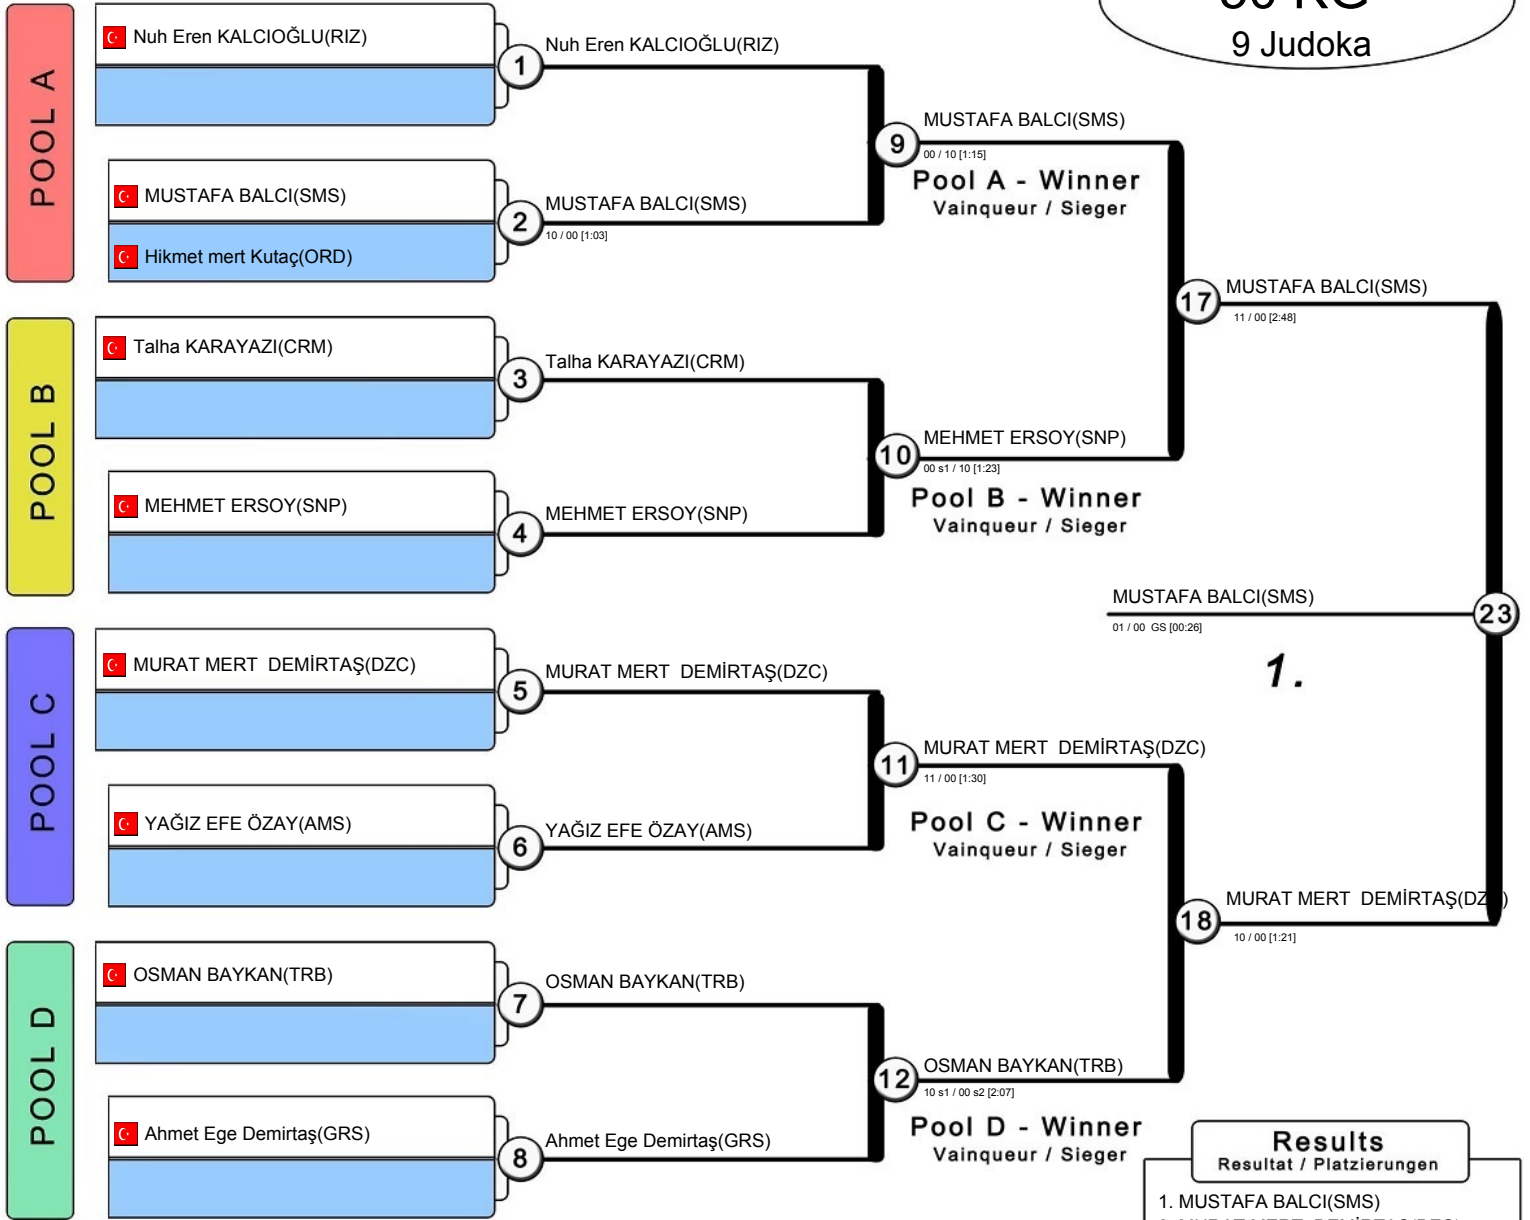 KG
9 Judoka
POOL A
Nuh Eren KALCIOĞLU(RIZ)
1
Nuh Eren KALCIOĞLU(RIZ)
MUSTAFA BALCI(SMS)
Hikmet mert Kutaç(ORD)
2
MUSTAFA BALCI(SMS)
10 / 00 [1:03]
9
MUSTAFA BALCI(SMS)
00 / 10 [1:15]
Pool A - Winner
Vainqueur / Sieger
POOL B
Talha KARAYAZI(CRM)
3
Talha KARAYAZI(CRM)
MEHMET ERSOY(SNP)
4
MEHMET ERSOY(SNP)
10
MEHMET ERSOY(SNP)
00 s1 / 10 [1:23]
Pool B - Winner
Vainqueur / Sieger
17
MUSTAFA BALCI(SMS)
11 / 00 [2:48]
MUSTAFA BALCI(SMS)
01 / 00 GS [00:26]
23
1.
POOL C
MURAT MERT DEMİRTAŞ(DZC)
5
MURAT MERT DEMİRTAŞ(DZC)
YAĞIZ EFE ÖZAY(AMS)
6
YAĞIZ EFE ÖZAY(AMS)
11
MURAT MERT DEMİRTAŞ(DZC)
11 / 00 [1:30]
Pool C - Winner
Vainqueur / Sieger
18
MURAT MERT DEMİRTAŞ(DZ)
10 / 00 [1:21]
POOL D
OSMAN BAYKAN(TRB)
7
OSMAN BAYKAN(TRB)
Ahmet Ege Demirtaş(GRS)
8
Ahmet Ege Demirtaş(GRS)
12
OSMAN BAYKAN(TRB)
10 s1 / 00 s2 [2:07]
Pool D - Winner
Vainqueur / Sieger
Results
Resultat / Platzierungen
1. MUSTAFA BALCI(SMS)